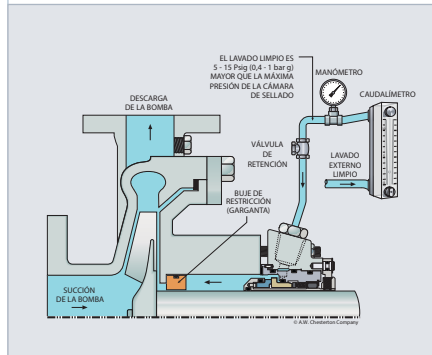 EL LAVADO LIMPIO ES
5 - 15 Psig (0,4 - 1 bar g)
MAYOR QUE LA MÁXIMA
PRESIÓN DE LA CÁMARA
DE SELLADO
MANÓMETRO
CAUDALÍMETRO
DESCARGA
DE LA BOMBA
VÁLVULA
DE
RETENCIÓN
LAVADO
EXTERNO
LIMPIO
BUJE DE
RESTRICCIÓN
(GARGANTA)
SUCCIÓN
DE LA BOMBA
© A.W. Chesterton Company